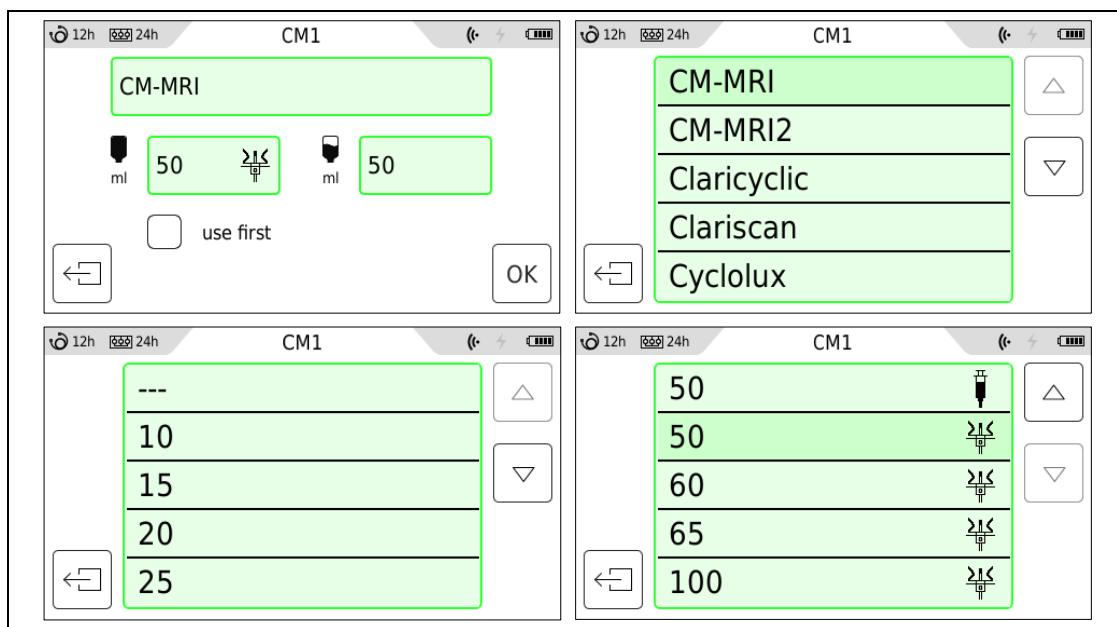 12h 24h CM1
CM-MRI
ml 50 ml 50
use first
OK
12h 24h CM1
CM-MRI
CM-MRI2
Claricyclic
Clariscan
Cyclolux
12h 24h CM1
---
10
15
20
25
12h 24h CM1
50
50
60
65
100